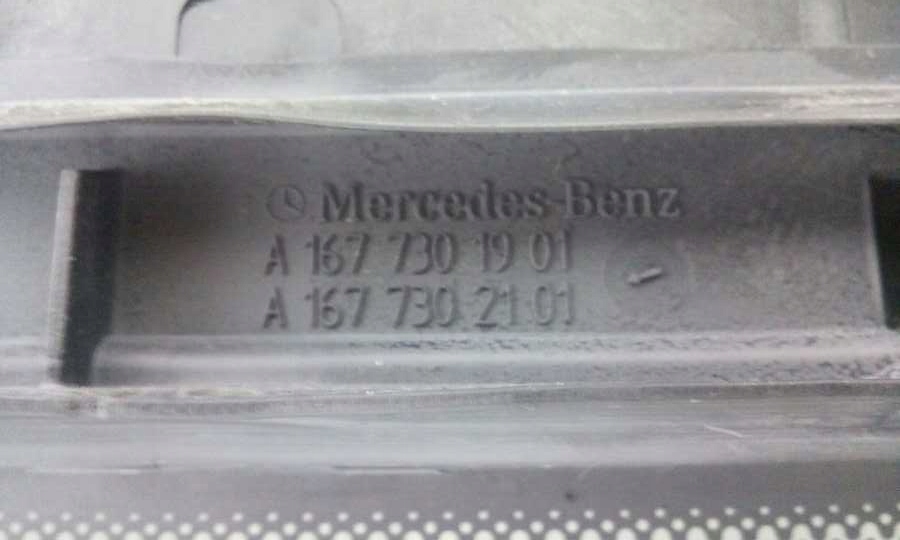 Mercedes-Benz
A 167 730 19 01
A 167 730 21 01